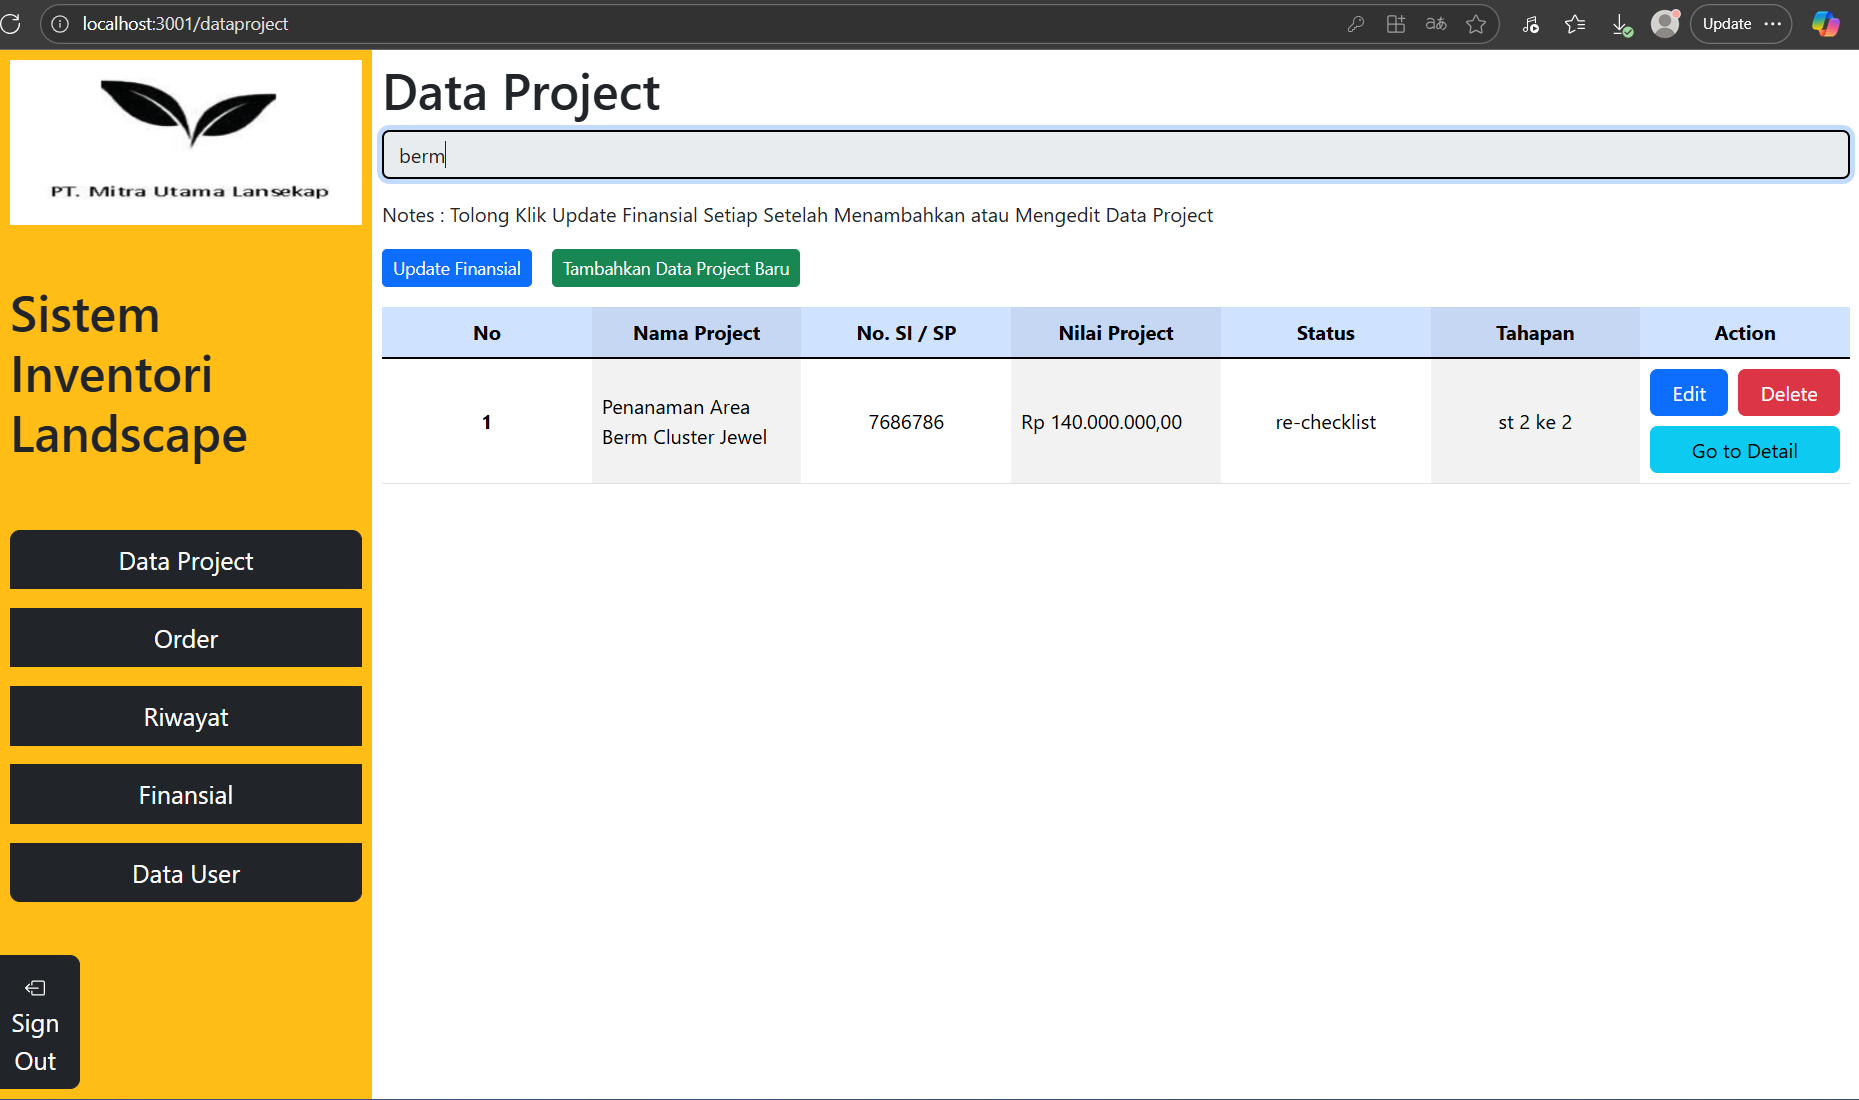 localhost:3001/dataproject
Update
PT. Mitra Utama Lansekap
Sistem
Inventori
Landscape
Data Project
Order
Riwayat
Finansial
Data User
Sign
Out
Data Project
berm
Notes : Tolong Klik Update Finansial Setiap Setelah Menambahkan atau Mengedit Data Project
Update Finansial
Tambahkan Data Project Baru
No Nama Project No. SI / SP Nilai Project Status Tahapan Action
1 Penanaman Area Berm Cluster Jewel 7686786 Rp 140.000.000,00 re-checklist st 2 ke 2 Edit Delete
Go to Detail